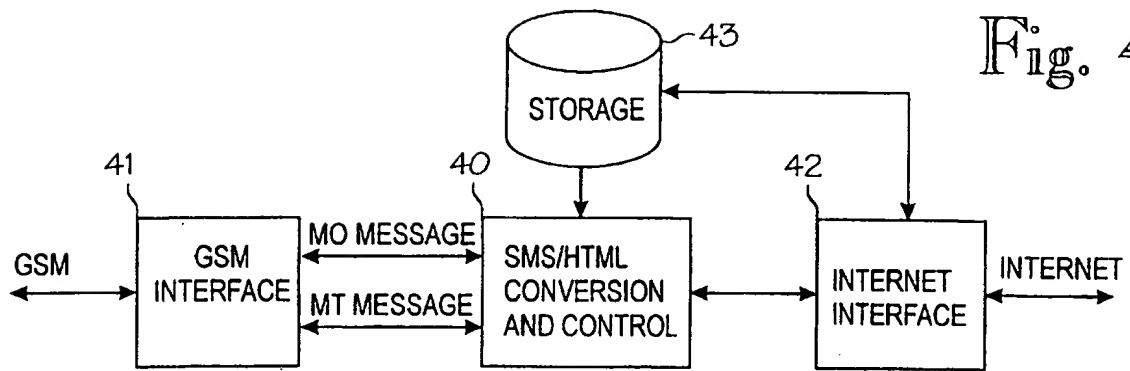 Fig. 4
43
STORAGE
41
40
42
GSM
GSM
INTERFACE
MO MESSAGE
MT MESSAGE
SMS/HTML
CONVERSION
AND CONTROL
INTERNET
INTERFACE
INTERNET